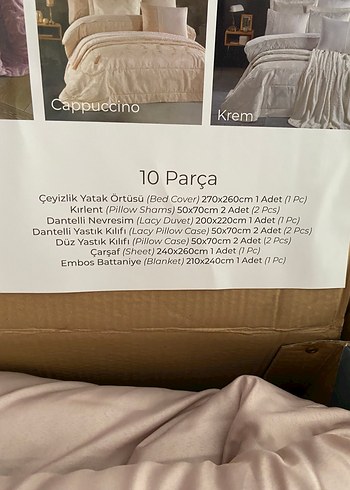 Cappuccino
Krem
10 Parça
Çeyizlik Yatak Örtüsü (Bed Cover) 270x260cm 1 Adet (1 Pc)
Kırlent (Pillow Shams) 50x70cm 2 Adet (2 Pcs)
Dantelli Nevresim (Lacy Duvet) 200x220cm 1 Adet (1 Pc)
Dantelli Yastık Kılıfı (Lacy Pillow Case) 50x70cm 2 Adet (2 Pcs)
Düz Yastık Kılıfı (Pillow Case) 50x70cm 2 Adet (2 Pcs)
Çarşaf (Sheet) 240x260cm 1 Adet (1 Pc)
Embos Battaniye (Blanket) 210x240cm 1 Adet (1 Pc)